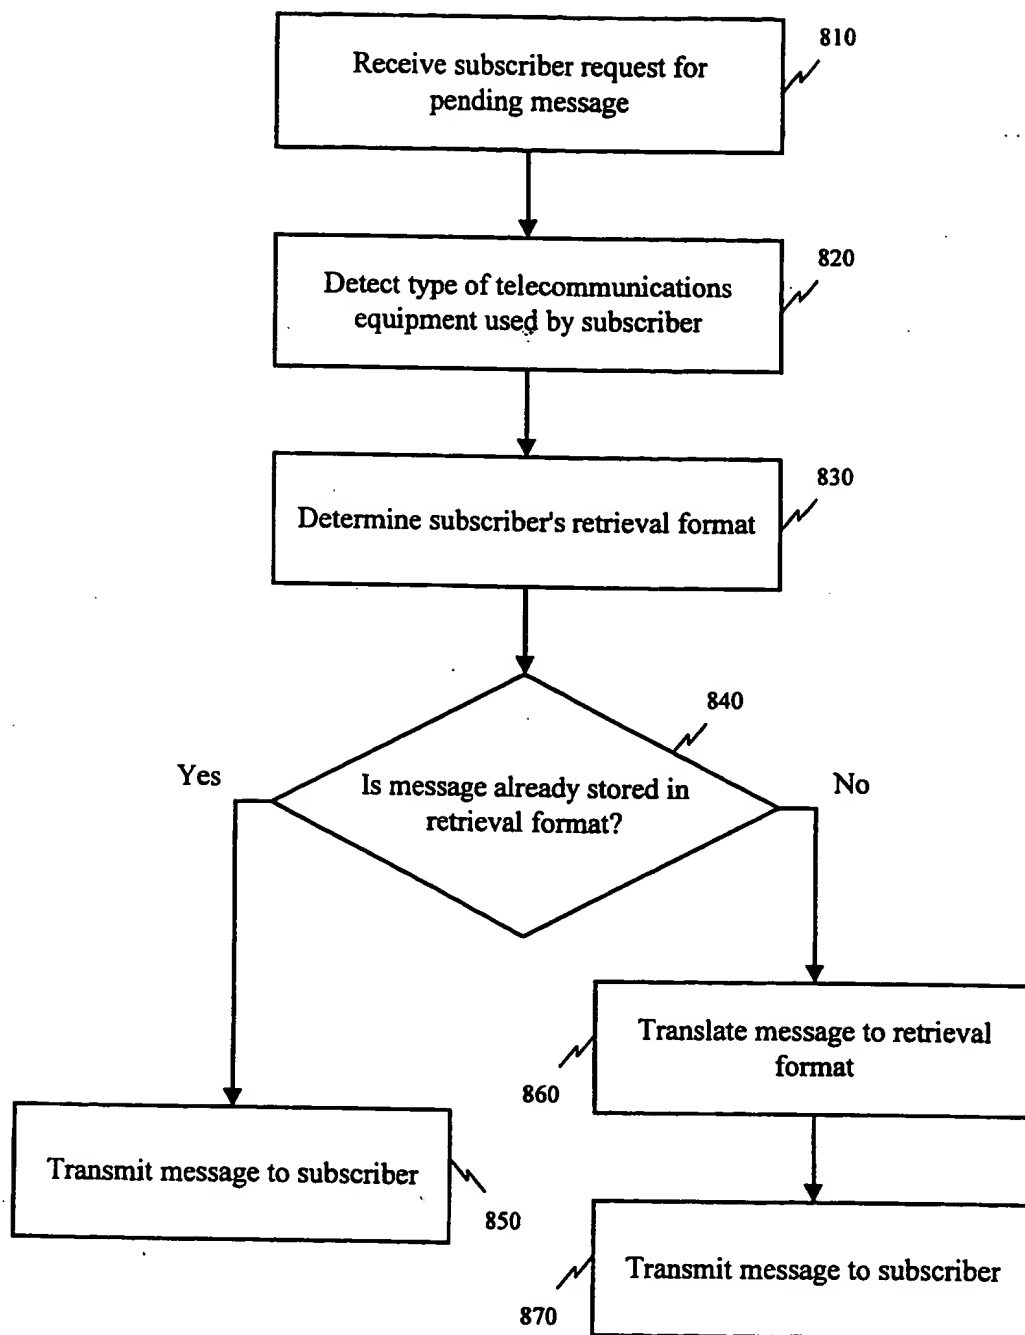 810
Receive subscriber request for
pending message
820
Detect type of telecommunications
equipment used by subscriber
830
Determine subscriber's retrieval format
840
Yes
Is message already stored in
retrieval format?
No
Translate message to retrieval
format
860
Transmit message to subscriber
850
Transmit message to subscriber
870